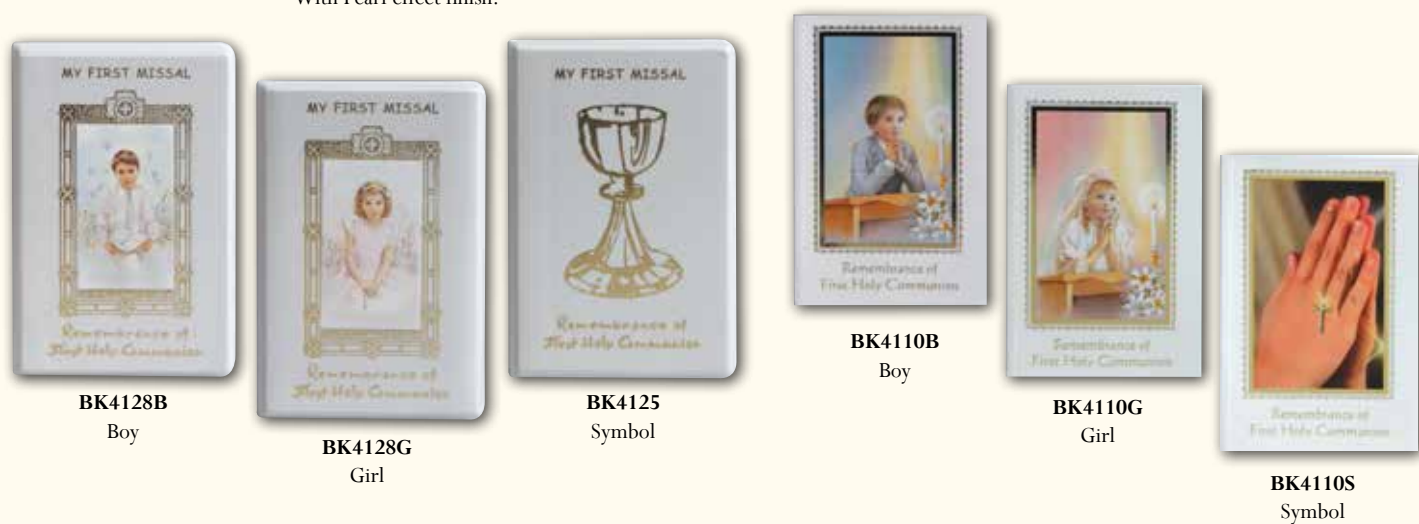 With Pearl effect finish.
MY FIRST MISSAL
Remembrance of
First Holy Communion
BK4128B
Boy
MY FIRST MISSAL
Remembrance of
First Holy Communion
BK4128G
Girl
MY FIRST MISSAL
Remembrance of
First Holy Communion
BK4125
Symbol
Remembrance of
First Holy Communion
BK4110B
Boy
Remembrance of
First Holy Communion
BK4110G
Girl
Remembrance of
First Holy Communion
BK4110S
Symbol